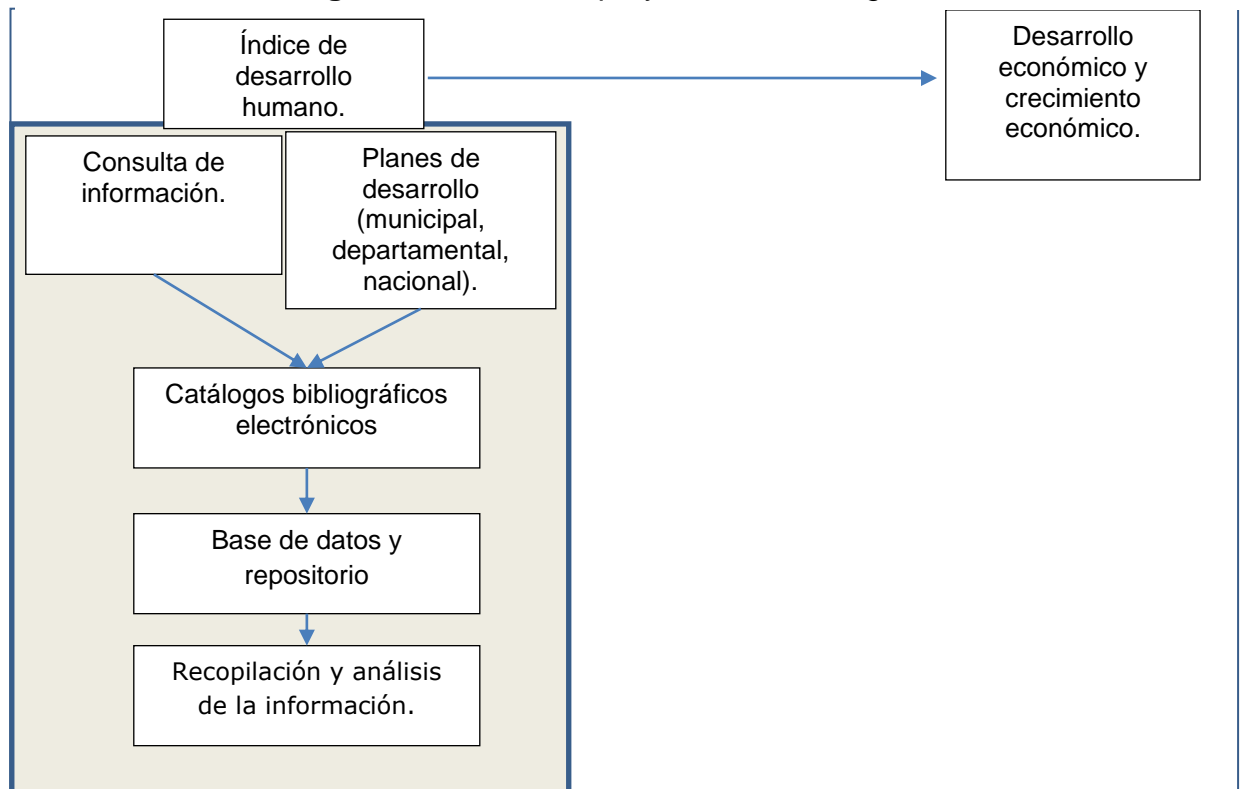 Índice de
desarrollo
humano.
Desarrollo
económico y
crecimiento
económico.
Consulta de
información.
Planes de
desarrollo
(municipal,
departamental,
nacional).
Catálogos bibliográficos
electrónicos
Base de datos y
repositorio
Recopilación y análisis
de la información.